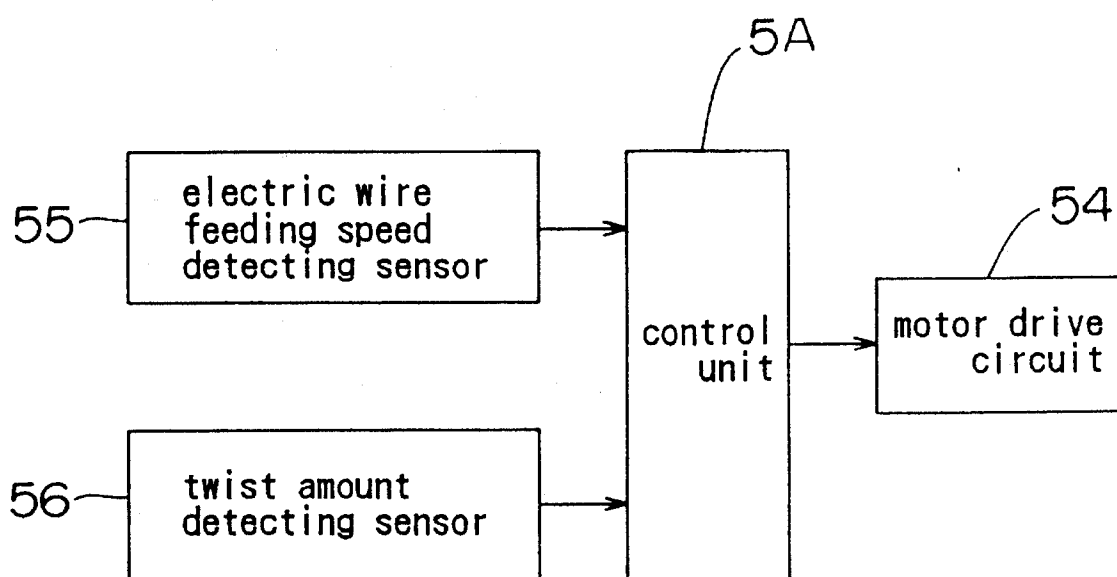 5A
55
electric wire
feeding speed
detecting sensor
54
control
unit
motor drive
circuit
56
twist amount
detecting sensor